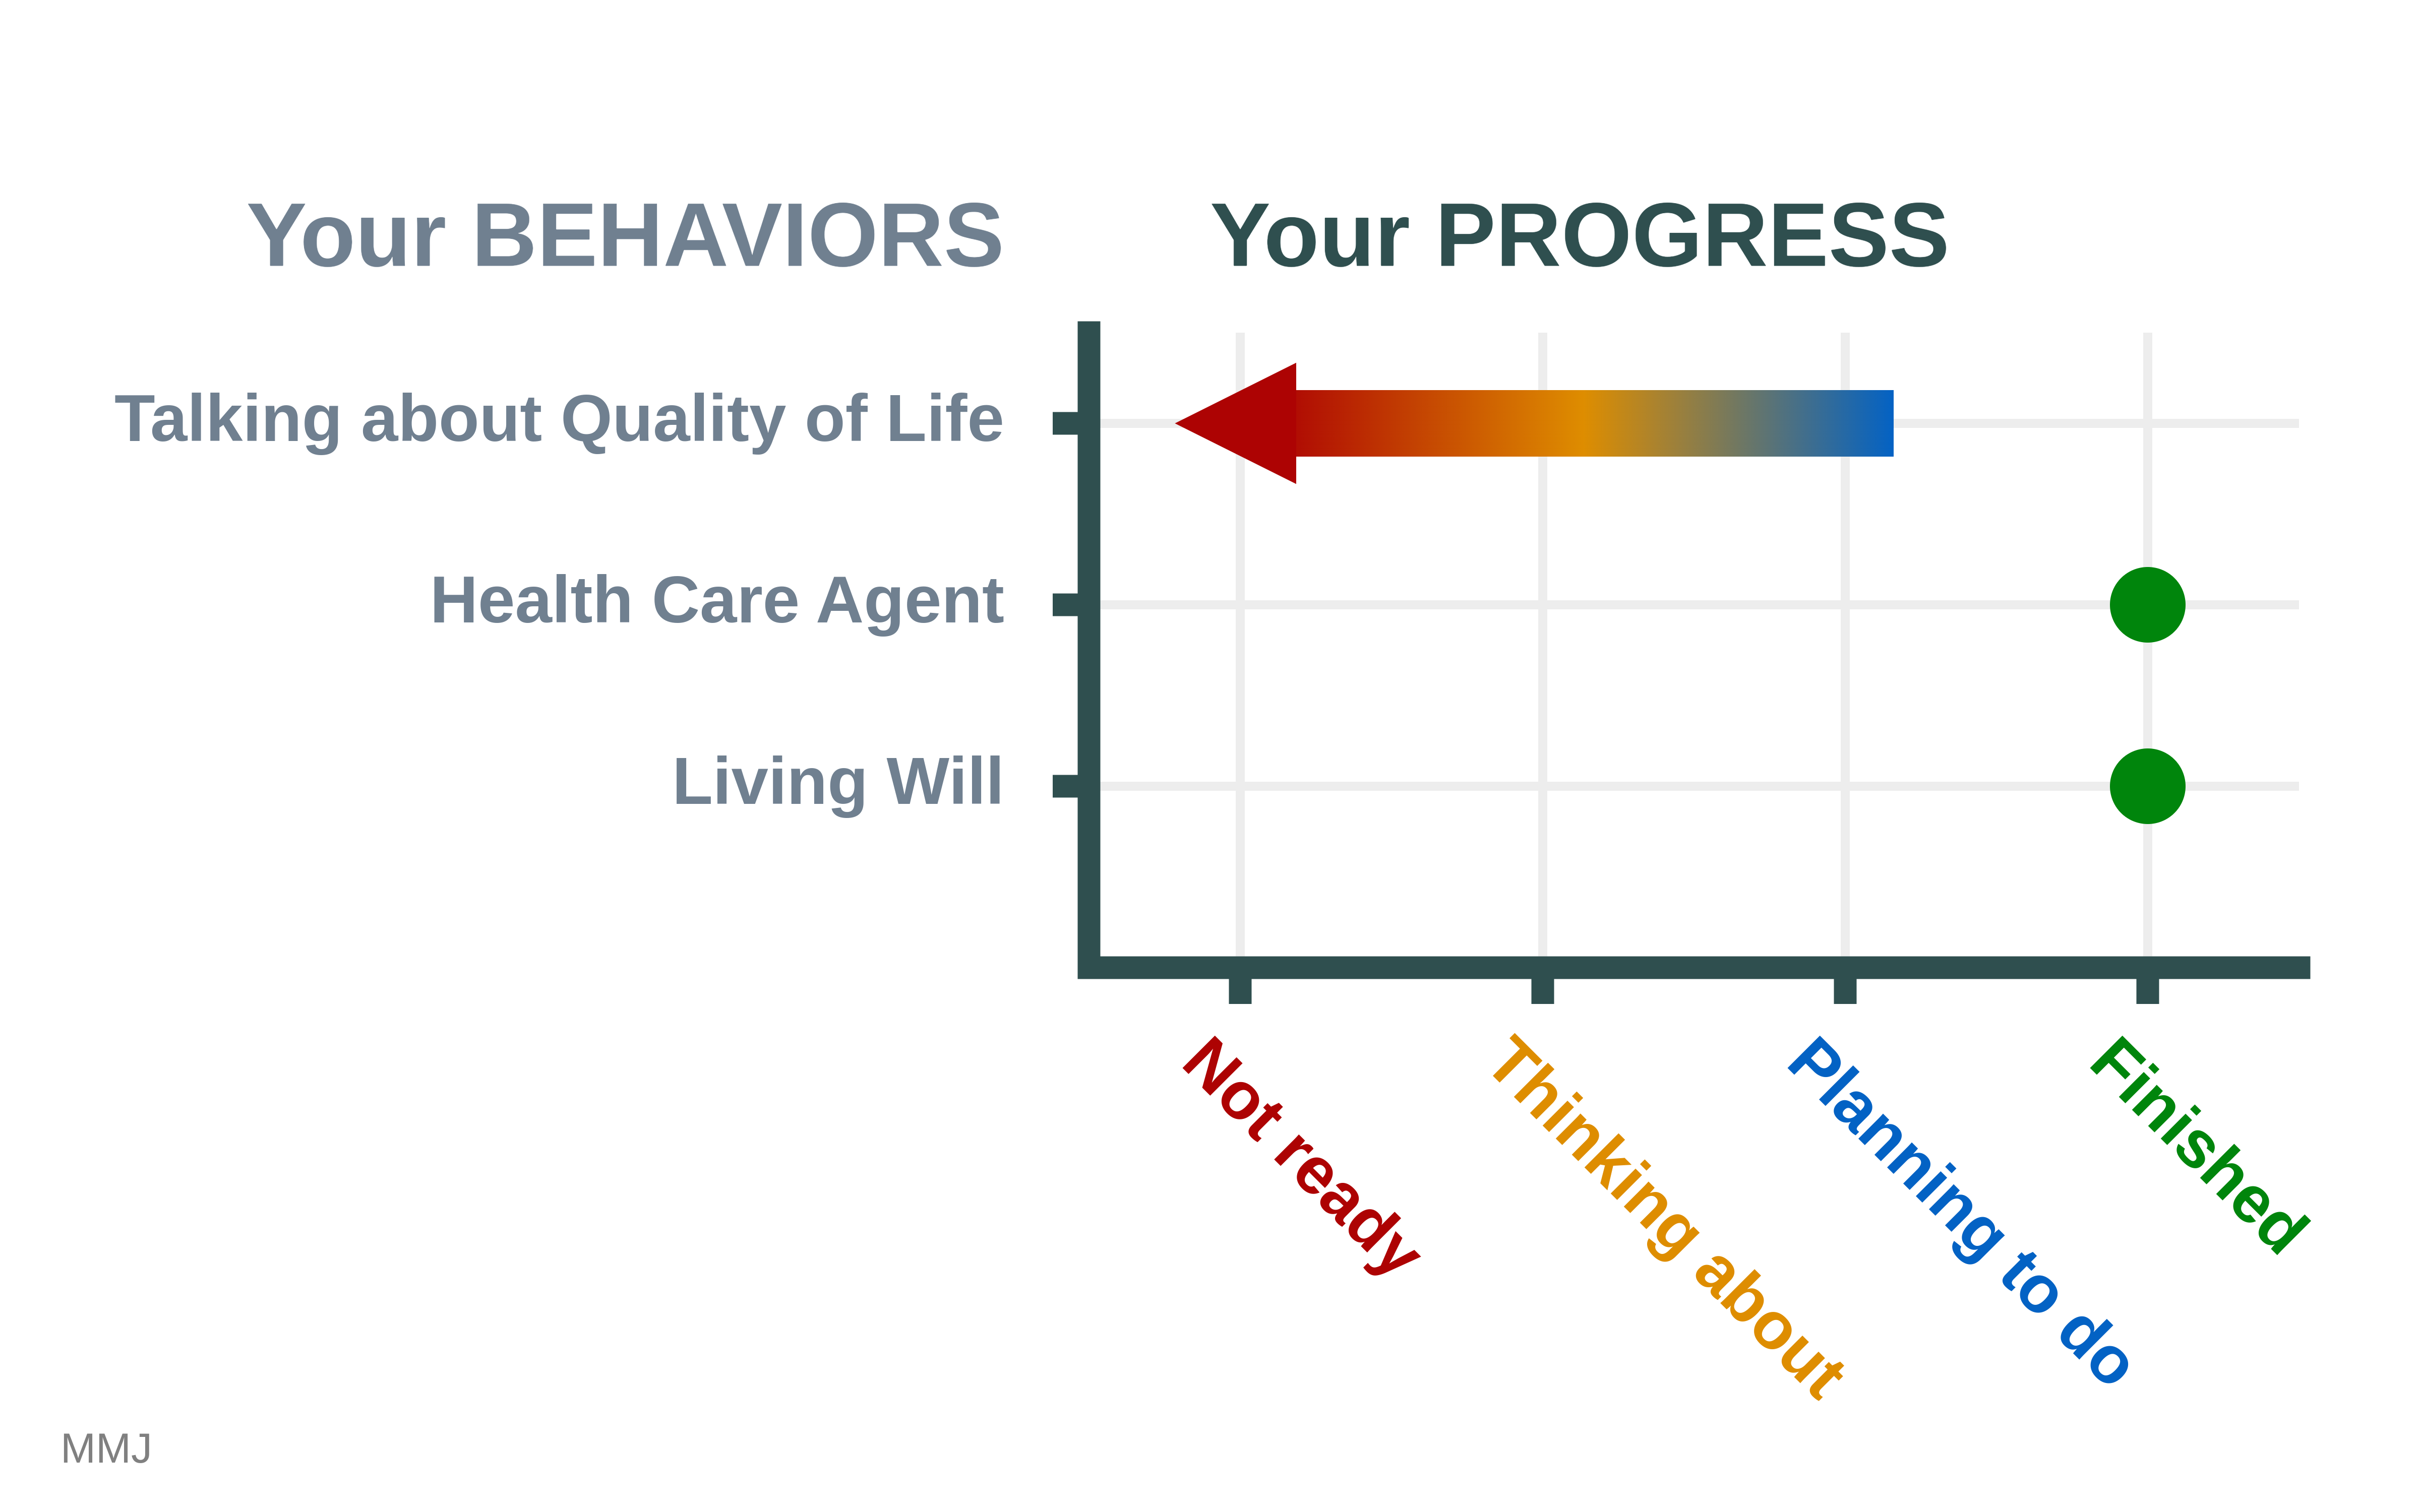 Your BEHAVIORS
Your PROGRESS
Talking about Quality of Life
Health Care Agent
Living Will
Not ready
Thinking about
Planning to do
Finished
MMJ